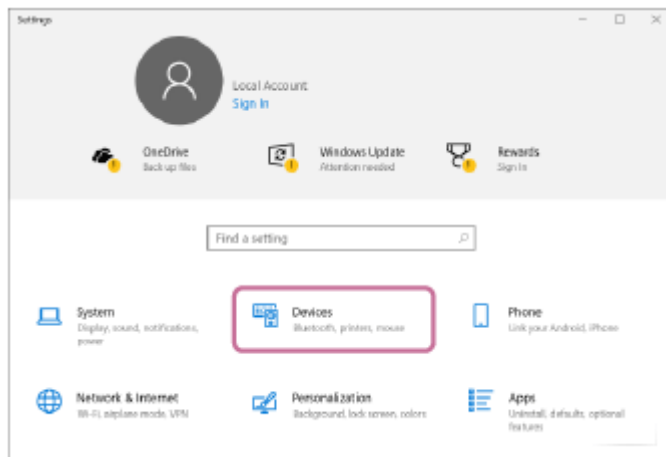 Settings
Local Account
Sign In
OneDrive
Back up files
Windows Update
Attention needed
Rewards
Sign In
Find a setting
System
Display, sound, notifications,
power
Devices
Bluetooth, printers, mouse
Phone
Link your Android, iPhone
Network & Internet
Wi-Fi, airplane mode, VPN
Personalization
Background, lock screen, colors
Apps
Uninstall, defaults, optional
features